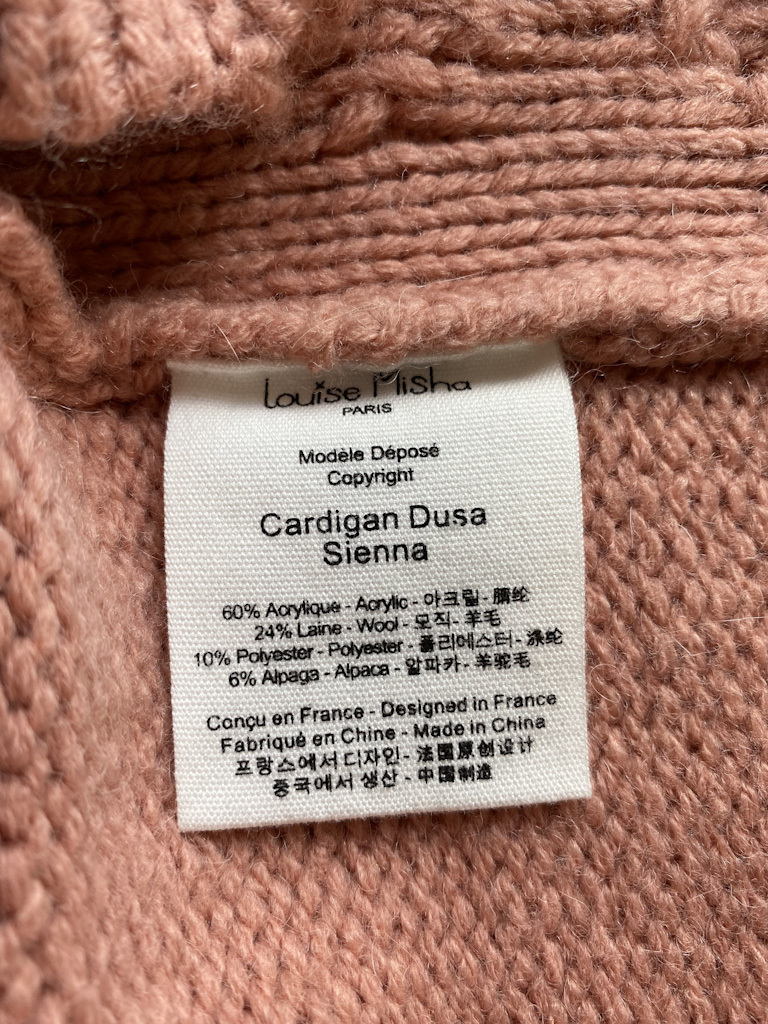 Louise Misha
PARIS
Modèle Déposé
Copyright
Cardigan Dusa
Sienna
60% Acrylique - Acrylic - 아크릴 - 腈纶
24% Laine - Wool - 모직 - 羊毛
10% Polyester - Polyester - 폴리에스터 - 涤纶
6% Alpaga - Alpaca - 알파카 - 羊驼毛
Conçu en France - Designed in France
Fabriqué en Chine - Made in China
프랑스에서 디자인 - 法国原创设计
중국에서 생산 - 中国制造